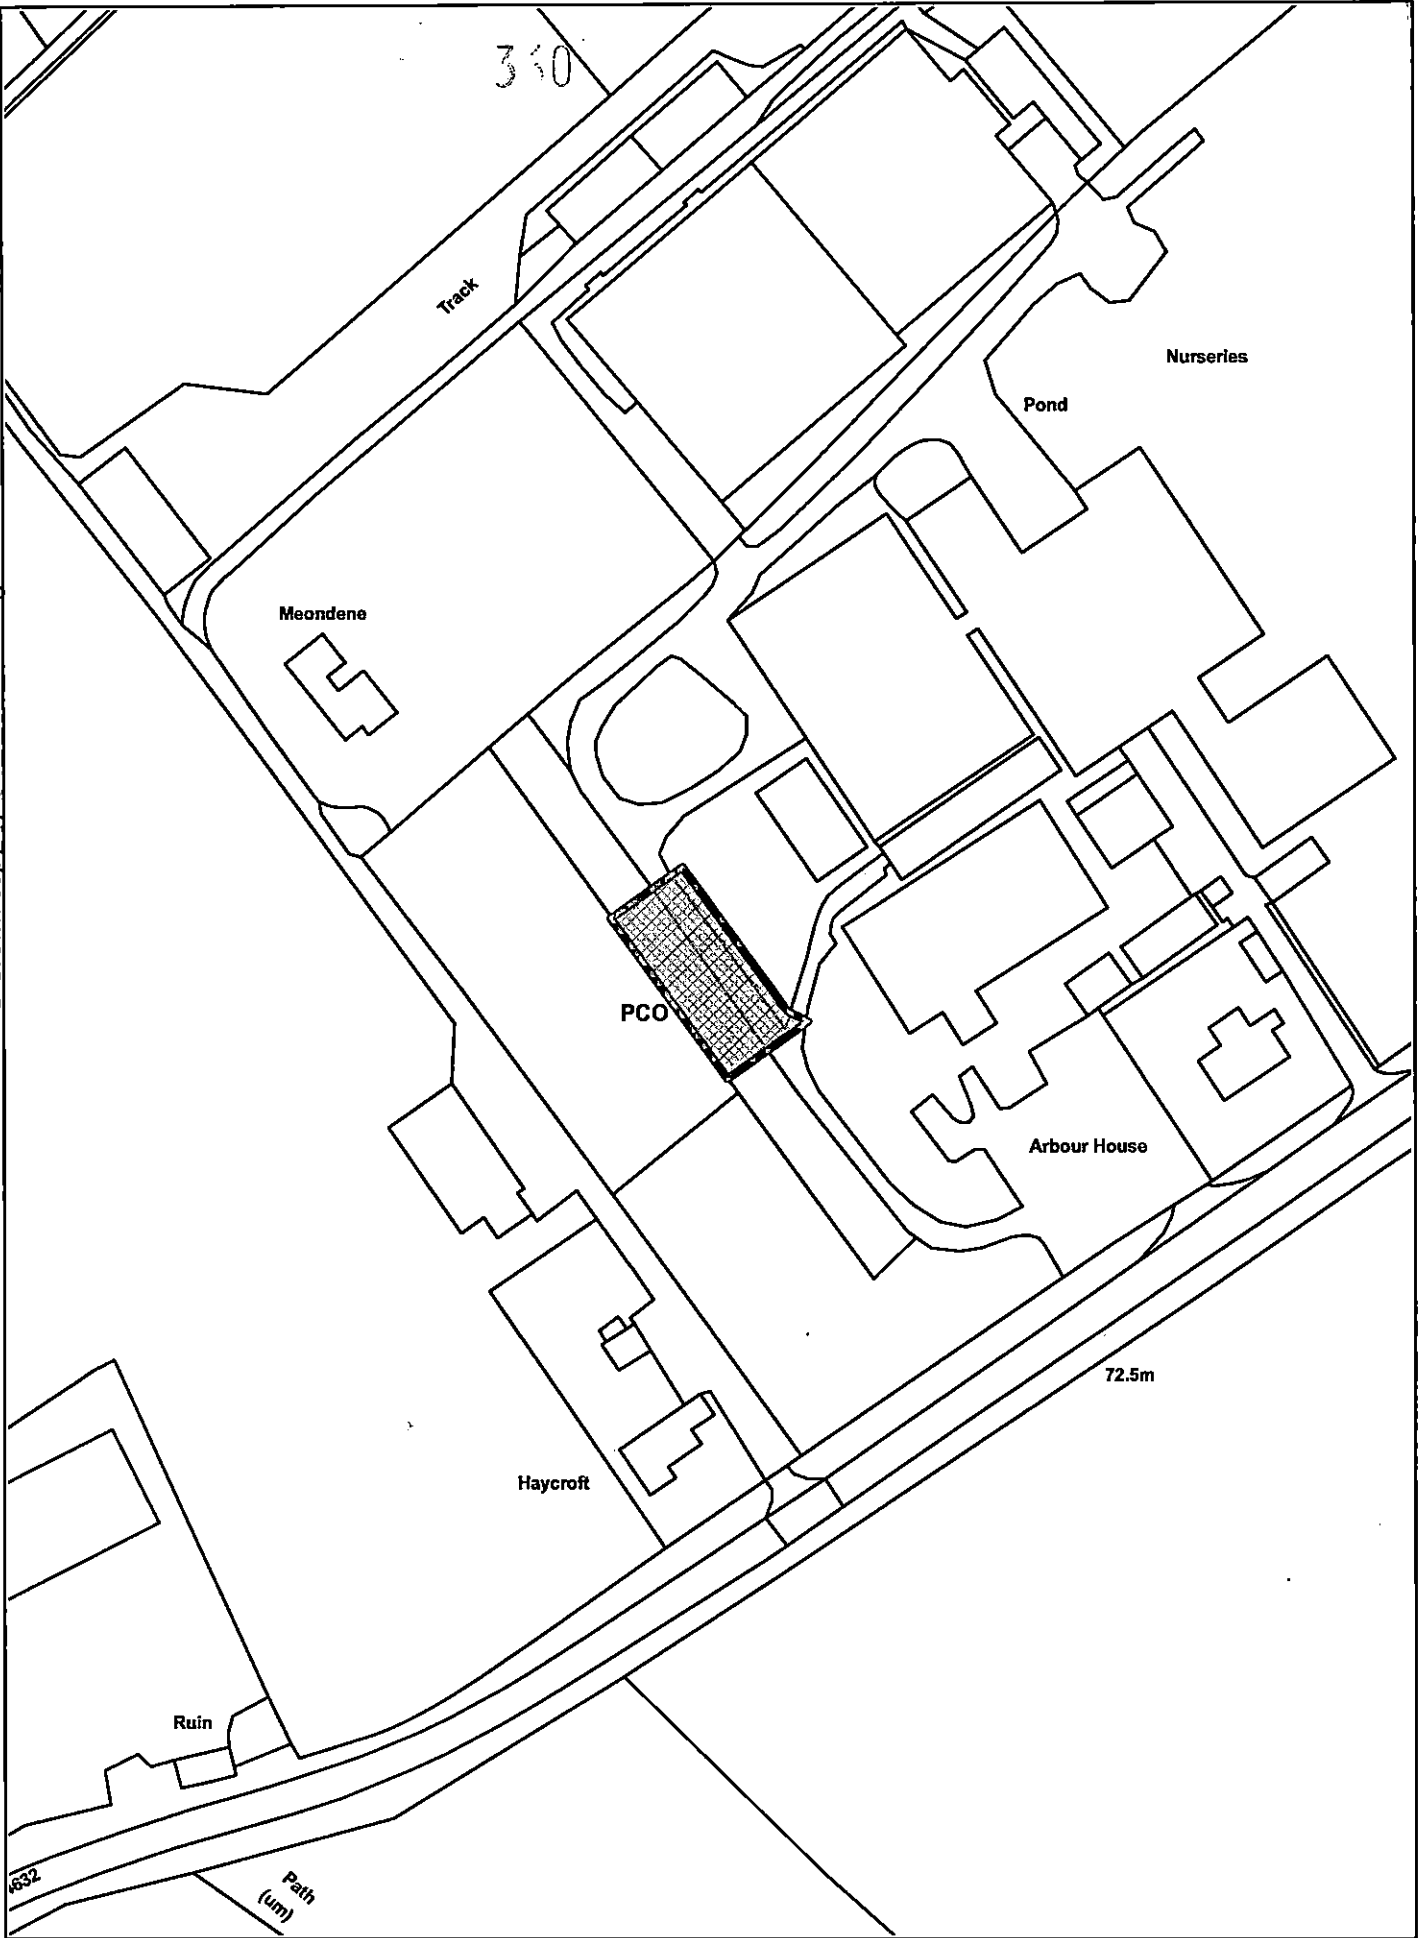 Track
Nurseries
Pond
Meondene
PCO
Arbour House
72.5m
Haycroft
Ruin
Path
(um)